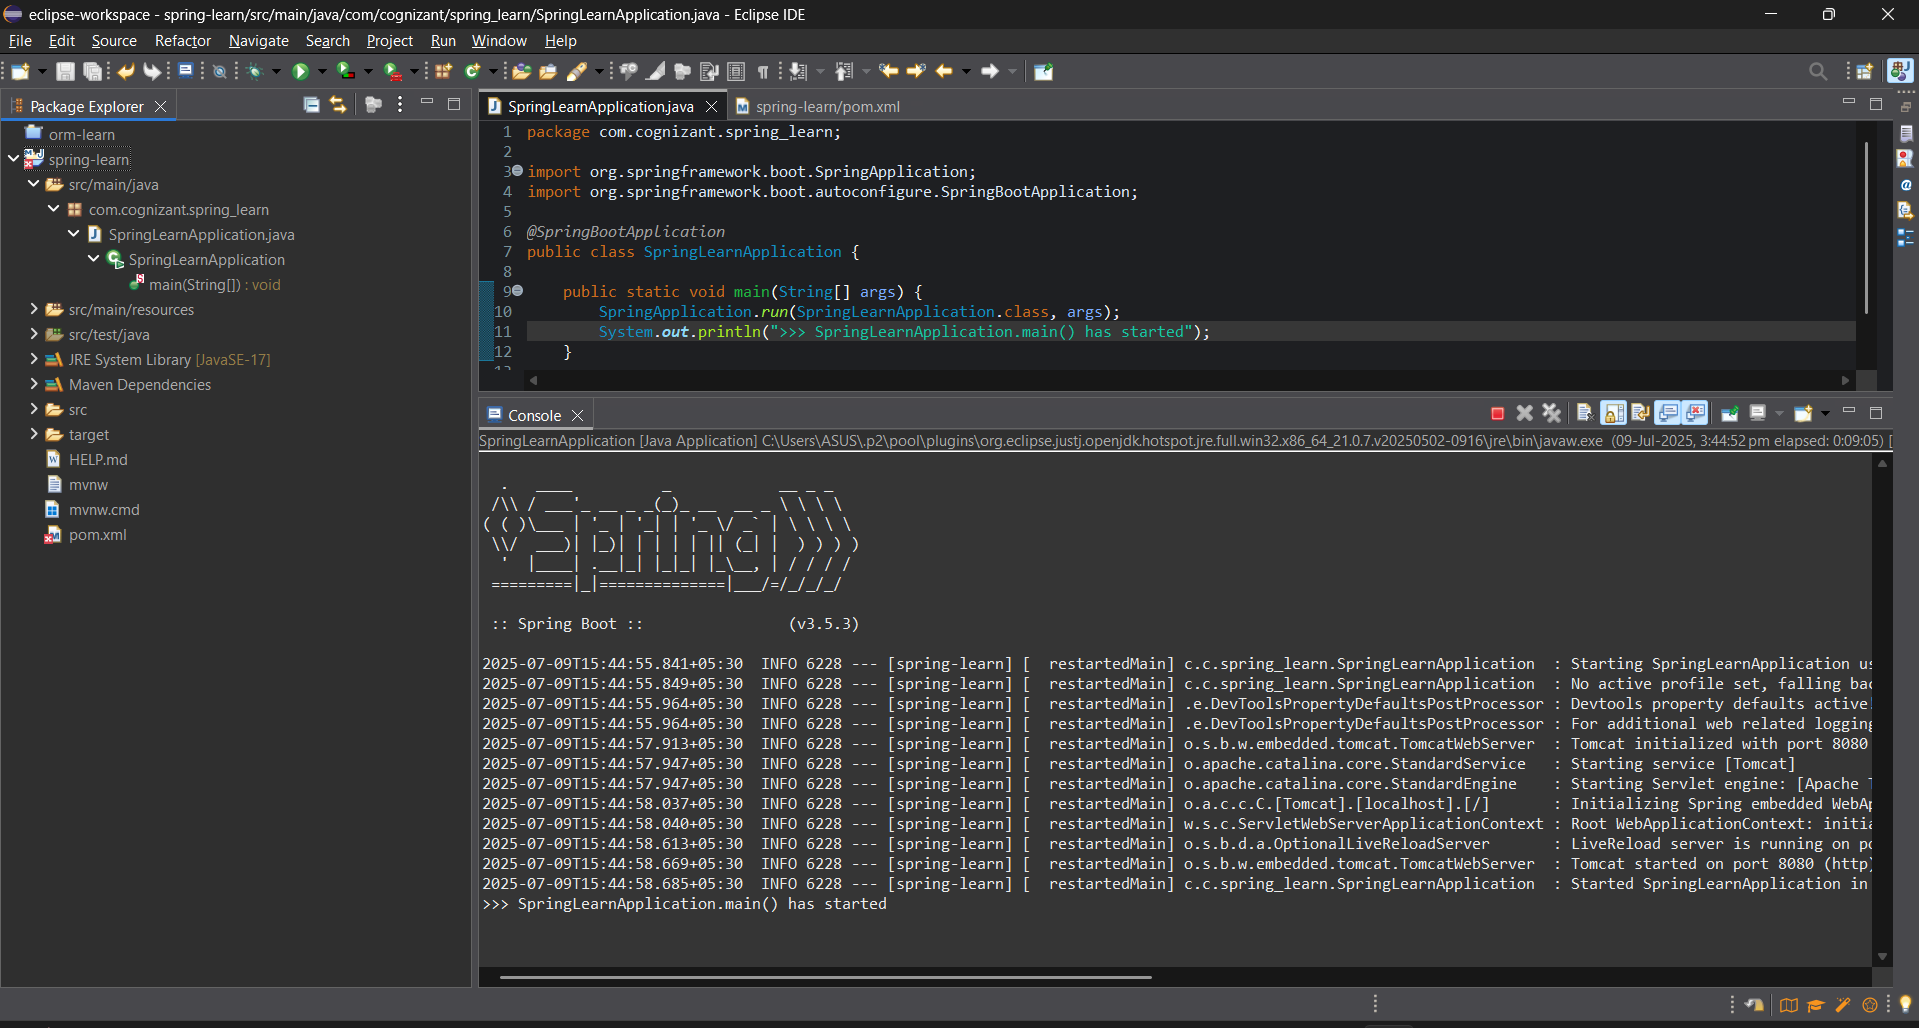 eclipse-workspace - spring-learn/src/main/java/com/cognizant/spring_learn/SpringLearnApplication.java - Eclipse IDE
File Edit Source Refactor Navigate Search Project Run Window Help
Package Explorer
orm-learn
spring-learn
src/main/java
com.cognizant.spring_learn
SpringLearnApplication.java
SpringLearnApplication
main(String[]) : void
src/main/resources
src/test/java
JRE System Library [JavaSE-17]
Maven Dependencies
src
target
HELP.md
mvnw
mvnw.cmd
pom.xml
SpringLearnApplication.java
spring-learn/pom.xml
1 package com.cognizant.spring_learn;
2
3 import org.springframework.boot.SpringApplication;
4 import org.springframework.boot.autoconfigure.SpringBootApplication;
5
6 @SpringBootApplication
7 public class SpringLearnApplication {
8
9 public static void main(String[] args) {
10 SpringApplication.run(SpringLearnApplication.class, args);
11 System.out.println(">>> SpringLearnApplication.main() has started");
12 }
Console
SpringLearnApplication [Java Application] C:\Users\ASUS\.p2\pool\plugins\org.eclipse.justj.openjdk.hotspot.jre.full.win32.x86_64_21.0.7.v20250502-0916\jre\bin\javaw.exe (09-Jul-2025, 3:44:52 pm elapsed: 0:09:05) [
:: Spring Boot :: (v3.5.3)
2025-07-09T15:44:55.841+05:30 INFO 6228 --- [spring-learn] [ restartedMain] c.c.spring_learn.SpringLearnApplication : Starting SpringLearnApplication us
2025-07-09T15:44:55.849+05:30 INFO 6228 --- [spring-learn] [ restartedMain] c.c.spring_learn.SpringLearnApplication : No active profile set, falling bac
2025-07-09T15:44:55.964+05:30 INFO 6228 --- [spring-learn] [ restartedMain] .e.DevToolsPropertyDefaultsPostProcessor : Devtools property defaults active!
2025-07-09T15:44:55.964+05:30 INFO 6228 --- [spring-learn] [ restartedMain] .e.DevToolsPropertyDefaultsPostProcessor : For additional web related logging
2025-07-09T15:44:57.913+05:30 INFO 6228 --- [spring-learn] [ restartedMain] o.s.b.w.embedded.tomcat.TomcatWebServer : Tomcat initialized with port 8080
2025-07-09T15:44:57.947+05:30 INFO 6228 --- [spring-learn] [ restartedMain] o.apache.catalina.core.StandardService : Starting service [Tomcat]
2025-07-09T15:44:57.947+05:30 INFO 6228 --- [spring-learn] [ restartedMain] o.apache.catalina.core.StandardEngine : Starting Servlet engine: [Apache T
2025-07-09T15:44:58.037+05:30 INFO 6228 --- [spring-learn] [ restartedMain] o.a.c.c.C.[Tomcat].[localhost].[/] : Initializing Spring embedded WebAp
2025-07-09T15:44:58.040+05:30 INFO 6228 --- [spring-learn] [ restartedMain] w.s.c.ServletWebServerApplicationContext : Root WebApplicationContext: initia
2025-07-09T15:44:58.613+05:30 INFO 6228 --- [spring-learn] [ restartedMain] o.s.b.d.a.OptionalLiveReloadServer : LiveReload server is running on po
2025-07-09T15:44:58.669+05:30 INFO 6228 --- [spring-learn] [ restartedMain] o.s.b.w.embedded.tomcat.TomcatWebServer : Tomcat started on port 8080 (http)
2025-07-09T15:44:58.685+05:30 INFO 6228 --- [spring-learn] [ restartedMain] c.c.spring_learn.SpringLearnApplication : Started SpringLearnApplication in
>>> SpringLearnApplication.main() has started